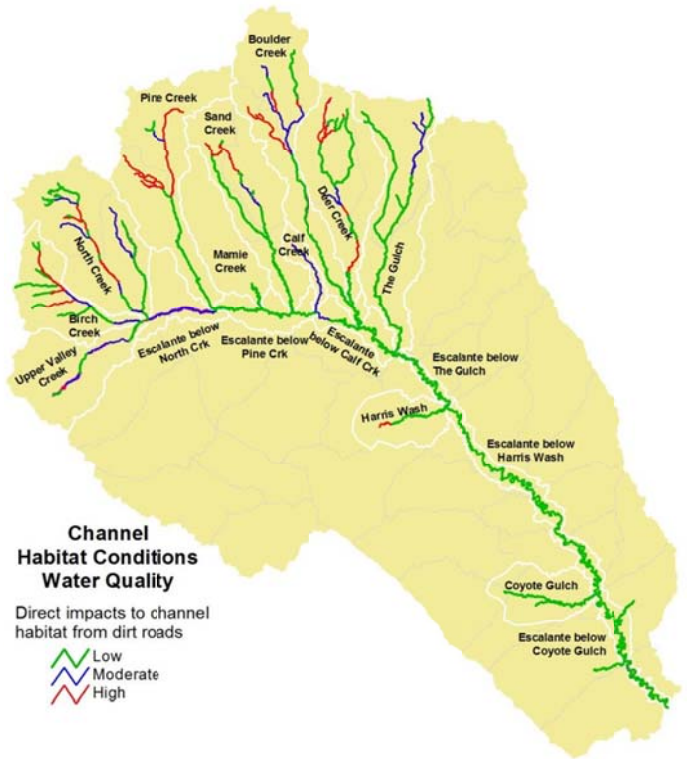 Boulder
Creek
Pire Creek
Sand
Creek
North Creek
Mamie
Creek
Calf
Creek
Deer Creek
The Gulch
Birch
Creek
Upper Valley
Creek
Escalante below
North Crk
Escalante below
Pine Crk
Escalante
below Calf Crk
Escalante below
The Gulch
Harris Wash
Escalante below
Harris Wash
Coyote Gulch
Escalante below
Coyote Gulch
Channel
Habitat Conditions
Water Quality
Direct impacts to channel
habitat from dirt roads
Low
Moderate
High